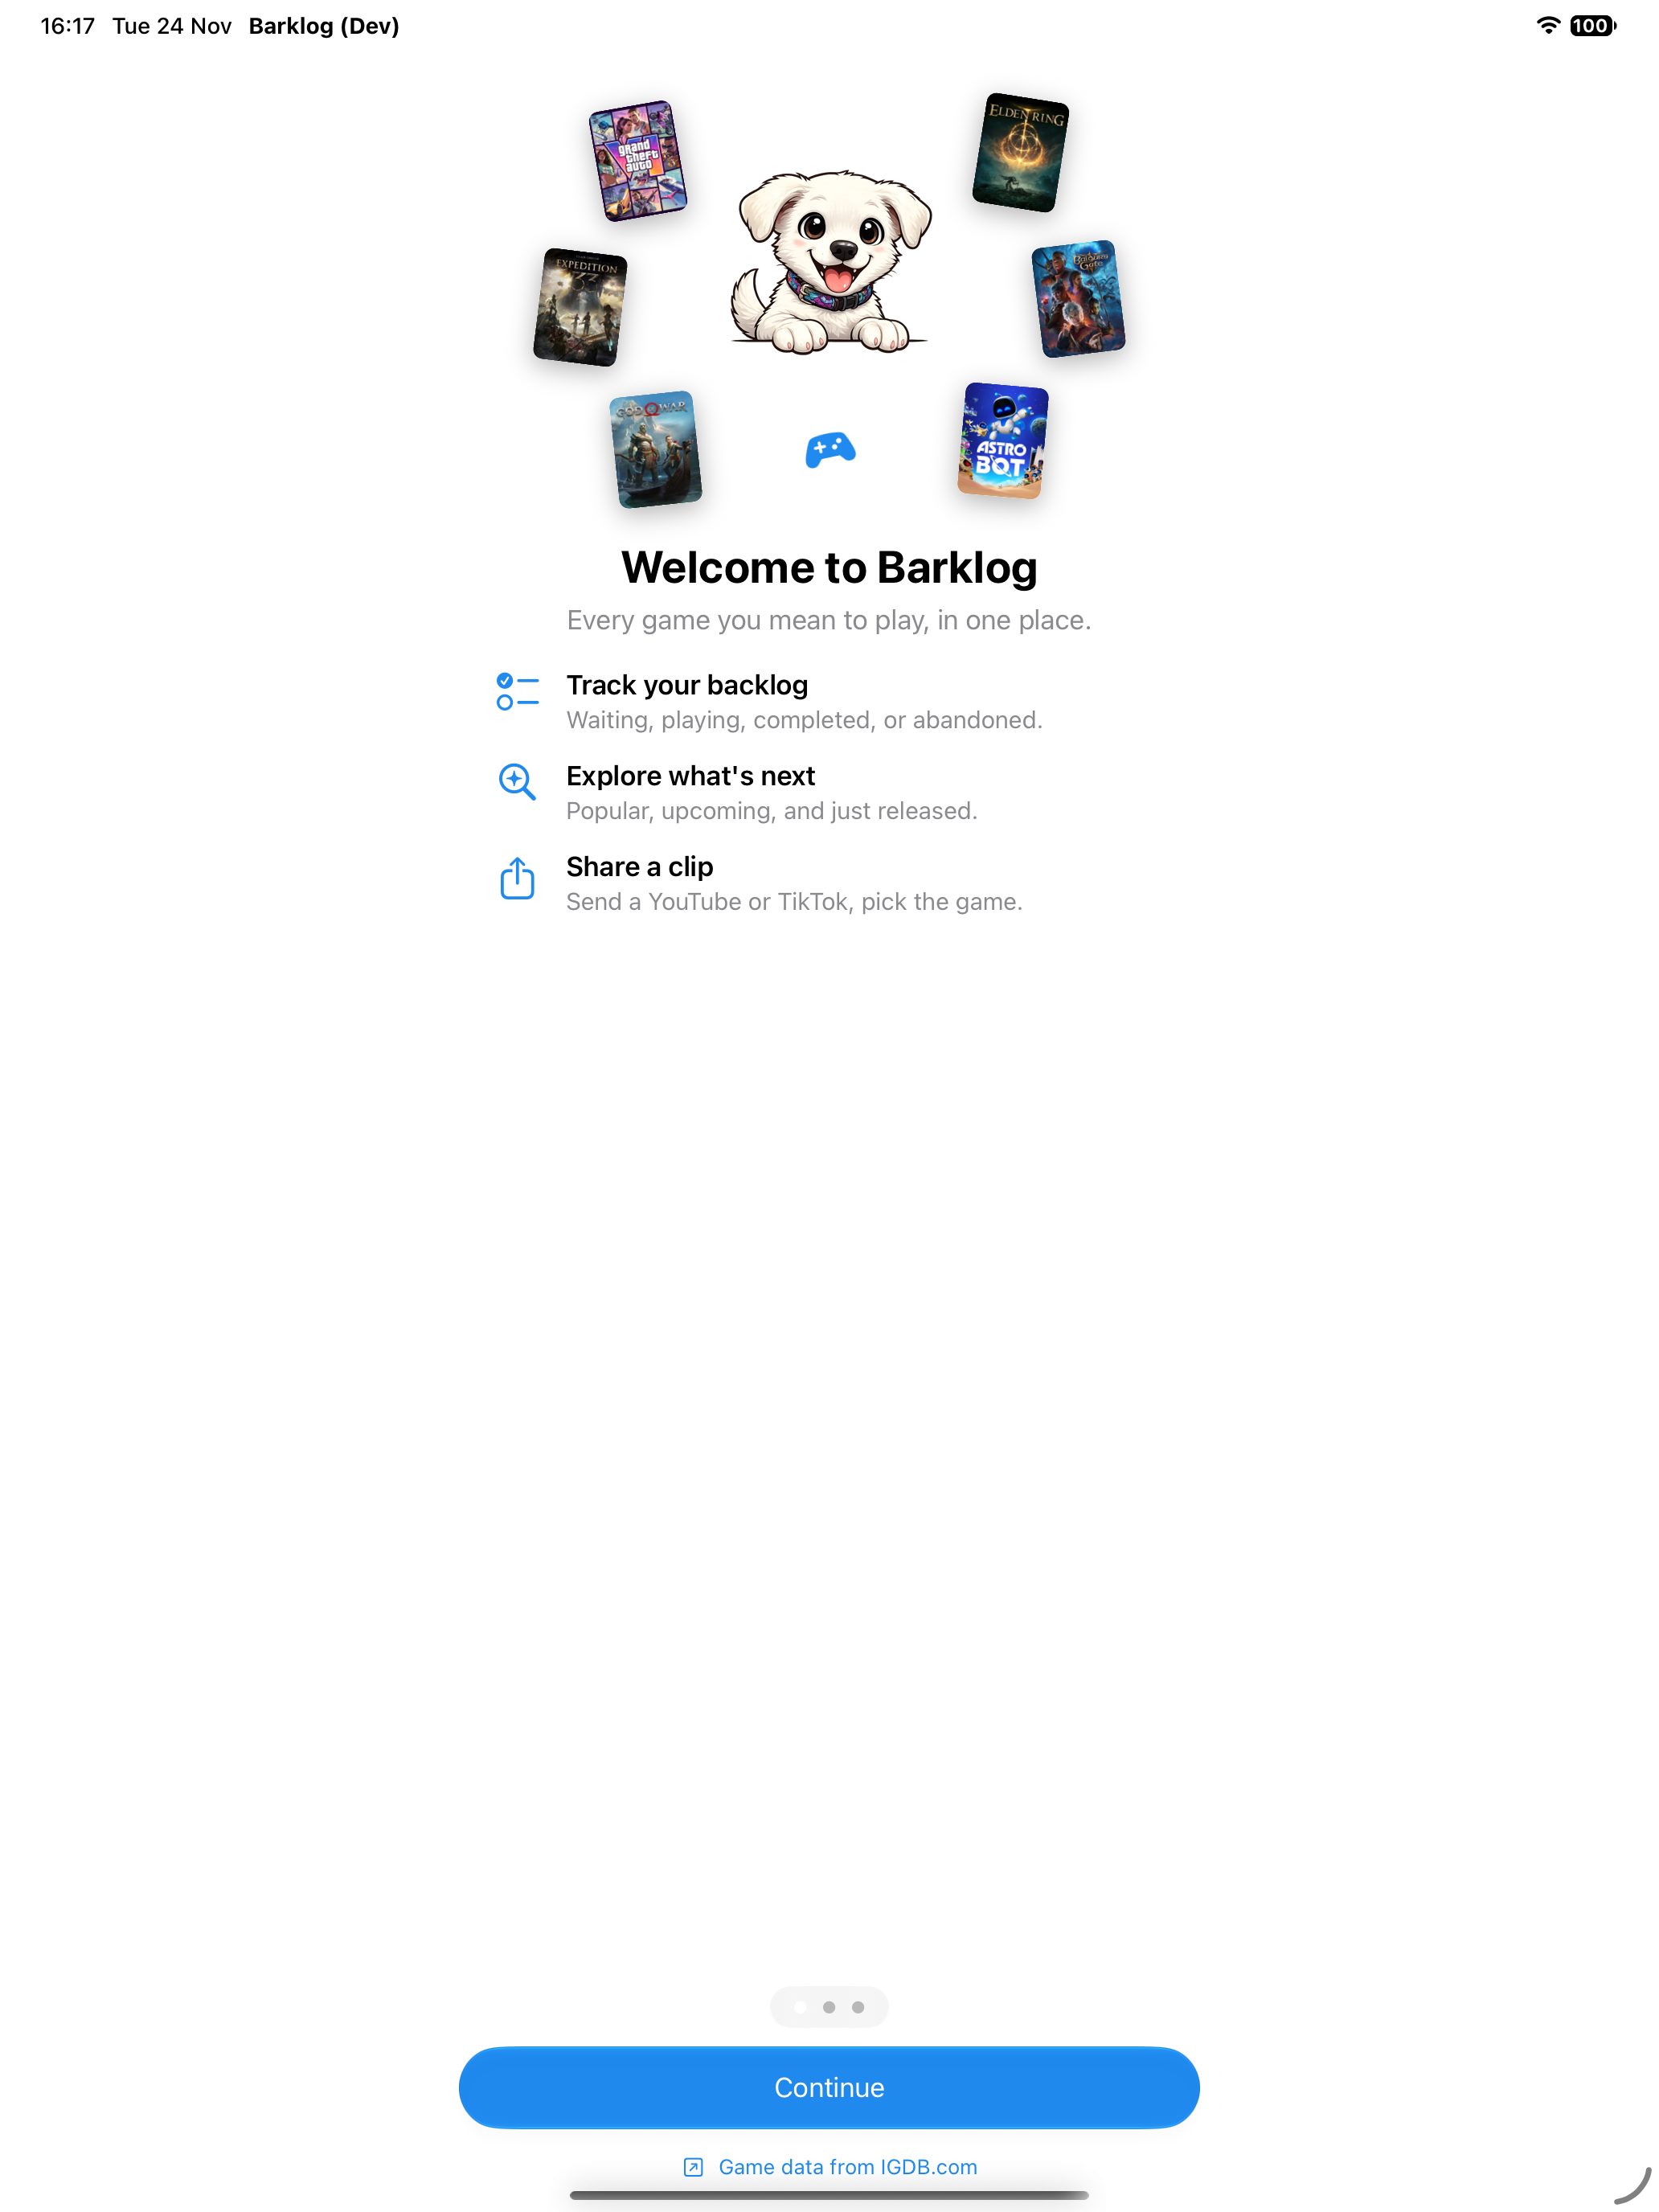 16:17 Tue 24 Nov Barklog (Dev)
100
grand
theft
auto
VI
ELDEN RING
EXPEDITION
33
Baldur's
Gate
GOD OF WAR
ASTRO
BOT
Welcome to Barklog
Every game you mean to play, in one place.
Track your backlog
Waiting, playing, completed, or abandoned.
Explore what's next
Popular, upcoming, and just released.
Share a clip
Send a YouTube or TikTok, pick the game.
Continue
Game data from IGDB.com